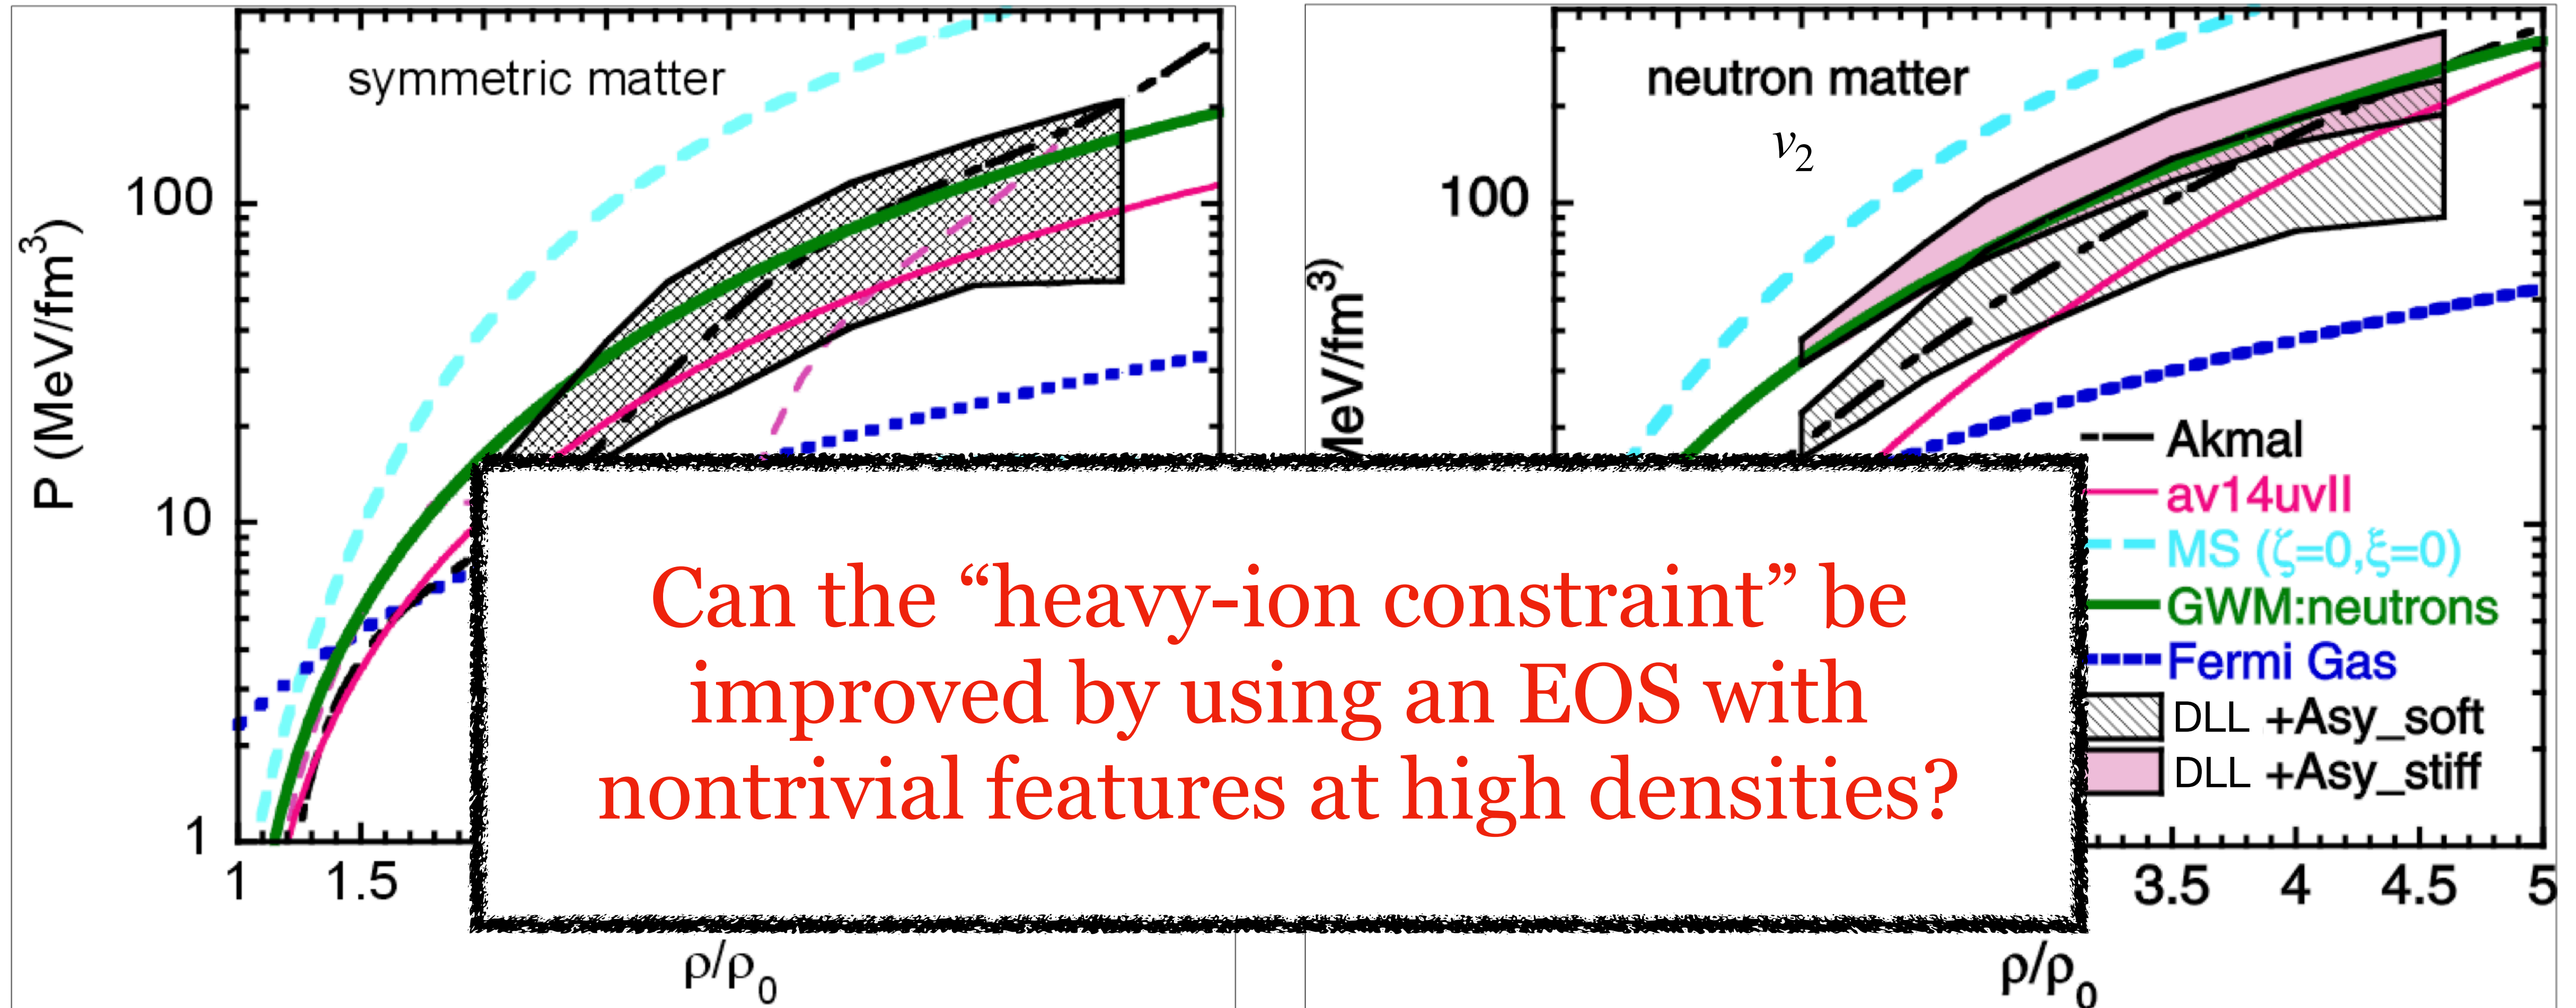 symmetric matter
P (MeV/fm³)
100
10
1
1
1.5
ρ/ρ₀
neutron matter
v₂
MeV/fm³)
100
Akmal
av14uvII
MS (ζ=0,ξ=0)
GWM:neutrons
Fermi Gas
DLL +Asy_soft
DLL +Asy_stiff
3.5
4
4.5
5
ρ/ρ₀
Can the “heavy-ion constraint” be
improved by using an EOS with
nontrivial features at high densities?